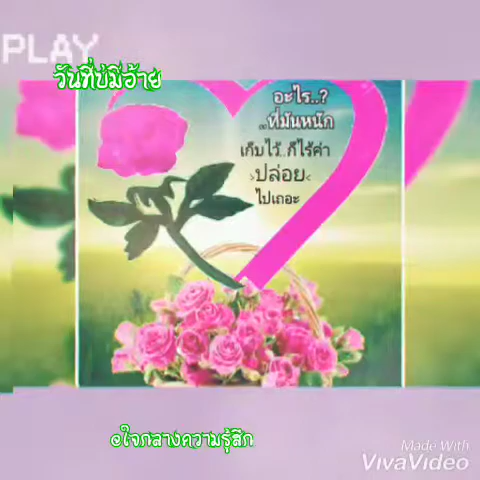 PLAY
วันที่บ่มีอ้าย
อะไร..?
..ที่มันหนัก
เก็บไว้..ก็ไร้ค่า
>ปล่อย<
ไปเถอะ
@ใจกลางความรู้สึก
Made With
VivaVideo